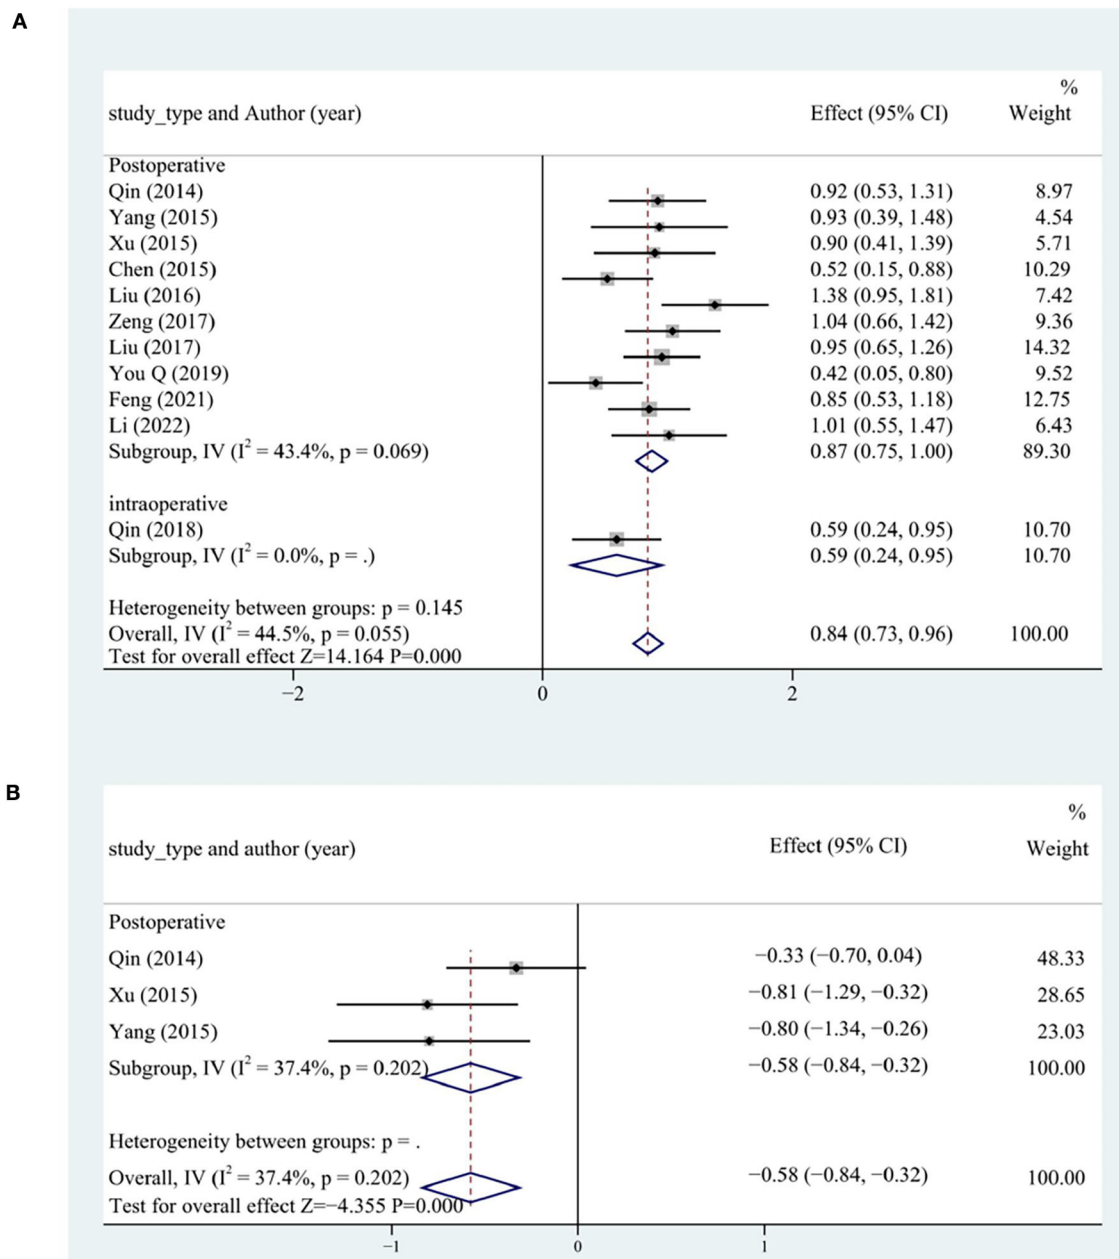 A
%
study_type and Author (year) Effect (95% CI) Weight
Postoperative
Qin (2014) 0.92 (0.53, 1.31) 8.97
Yang (2015) 0.93 (0.39, 1.48) 4.54
Xu (2015) 0.90 (0.41, 1.39) 5.71
Chen (2015) 0.52 (0.15, 0.88) 10.29
Liu (2016) 1.38 (0.95, 1.81) 7.42
Zeng (2017) 1.04 (0.66, 1.42) 9.36
Liu (2017) 0.95 (0.65, 1.26) 14.32
You Q (2019) 0.42 (0.05, 0.80) 9.52
Feng (2021) 0.85 (0.53, 1.18) 12.75
Li (2022) 1.01 (0.55, 1.47) 6.43
Subgroup, IV (I² = 43.4%, p = 0.069) 0.87 (0.75, 1.00) 89.30
intraoperative
Qin (2018) 0.59 (0.24, 0.95) 10.70
Subgroup, IV (I² = 0.0%, p = .) 0.59 (0.24, 0.95) 10.70
Heterogeneity between groups: p = 0.145
Overall, IV (I² = 44.5%, p = 0.055) 0.84 (0.73, 0.96) 100.00
Test for overall effect Z=14.164 P=0.000
−2 0 2
B
%
study_type and author (year) Effect (95% CI) Weight
Postoperative
Qin (2014) −0.33 (−0.70, 0.04) 48.33
Xu (2015) −0.81 (−1.29, −0.32) 28.65
Yang (2015) −0.80 (−1.34, −0.26) 23.03
Subgroup, IV (I² = 37.4%, p = 0.202) −0.58 (−0.84, −0.32) 100.00
Heterogeneity between groups: p = .
Overall, IV (I² = 37.4%, p = 0.202) −0.58 (−0.84, −0.32) 100.00
Test for overall effect Z=−4.355 P=0.000
−1 0 1